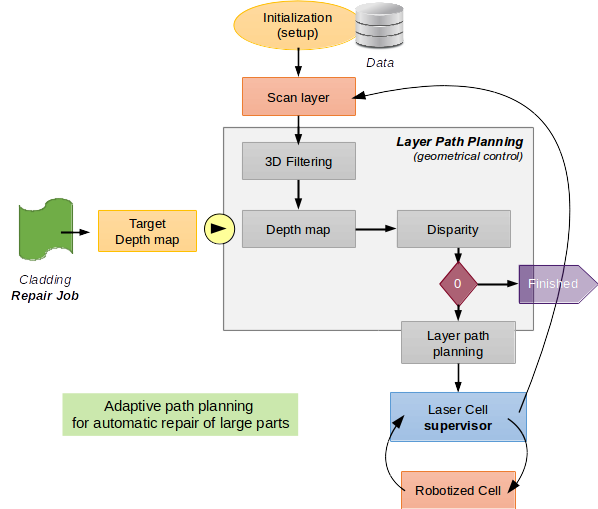 Initialization
(setup)
Data
Scan layer
Layer Path Planning
(geometrical control)
3D Filtering
Target
Depth map
Depth map
Disparity
0
Finished
Cladding
Repair Job
Layer path
planning
Adaptive path planning
for automatic repair of large parts
Laser Cell
supervisor
Robotized Cell